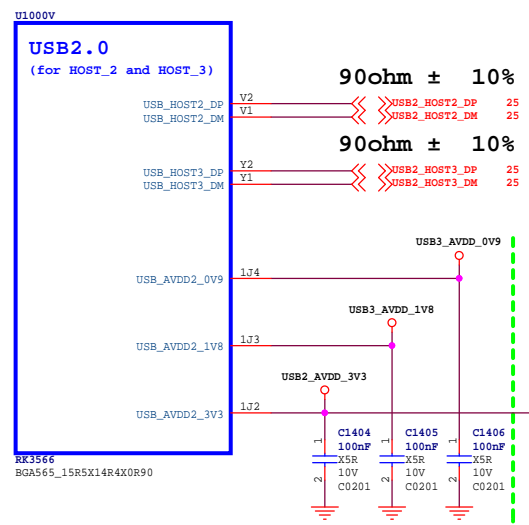 U1000V
USB2.0
(for HOST_2 and HOST_3)
90ohm ± 10%
USB_HOST2_DP V2 USB2_HOST2_DP 25
USB_HOST2_DM V1 USB2_HOST2_DM 25
90ohm ± 10%
USB_HOST3_DP Y2 USB2_HOST3_DP 25
USB_HOST3_DM Y1 USB2_HOST3_DM 25
USB3_AVDD_0V9
USB_AVDD2_0V9 1J4
USB3_AVDD_1V8
USB_AVDD2_1V8 1J3
USB2_AVDD_3V3
USB_AVDD2_3V3 1J2
1 C1404 1 C1405 1 C1406
100nF 100nF 100nF
X5R X5R X5R
2 10V 2 10V 2 10V
C0201 C0201 C0201
RK3566
BGA565_15R5X14R4X0R90